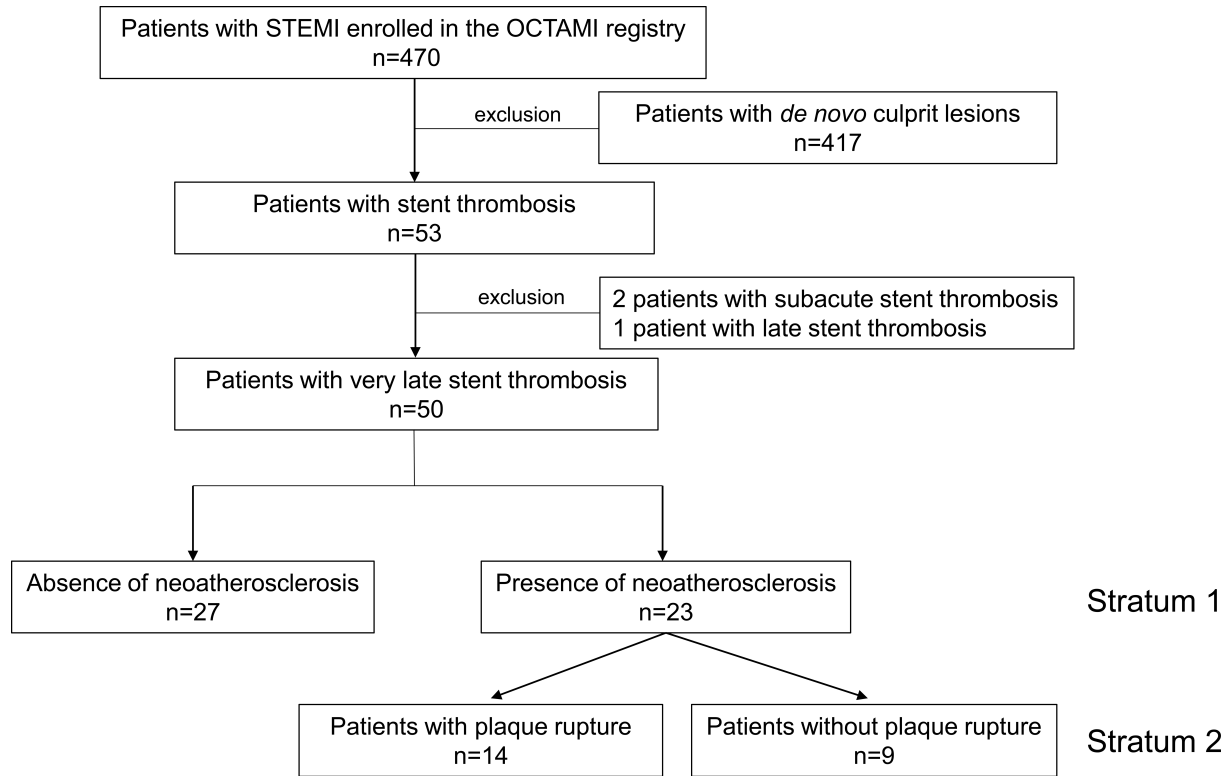 Patients with STEMI enrolled in the OCTAMI registry
n=470
exclusion
Patients with de novo culprit lesions
n=417
Patients with stent thrombosis
n=53
exclusion
2 patients with subacute stent thrombosis
1 patient with late stent thrombosis
Patients with very late stent thrombosis
n=50
Absence of neoatherosclerosis
n=27
Presence of neoatherosclerosis
n=23
Stratum 1
Patients with plaque rupture
n=14
Patients without plaque rupture
n=9
Stratum 2